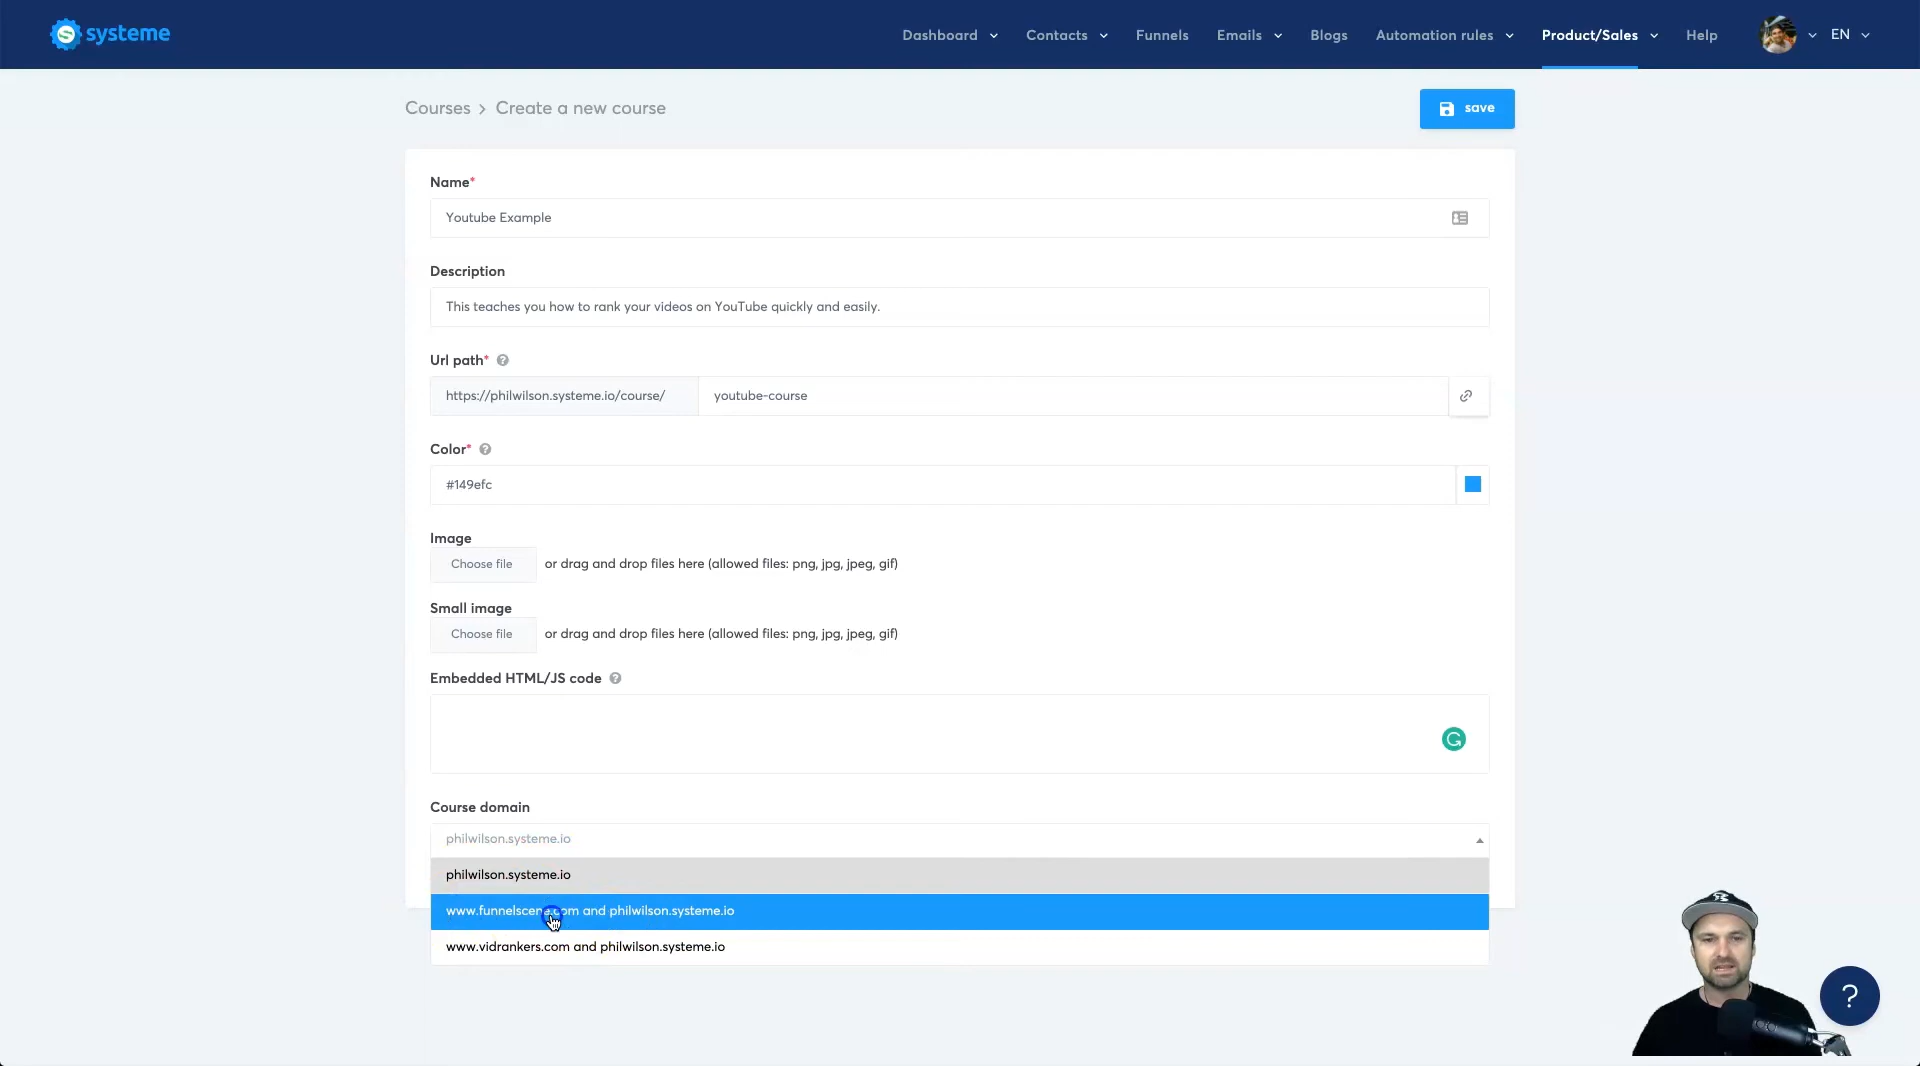 systeme
Dashboard Contacts Funnels Emails Blogs Automation rules Product/Sales Help EN
Courses > Create a new course
save
Name*
Youtube Example
Description
This teaches you how to rank your videos on YouTube quickly and easily.
Url path* ?
https://philwilson.systeme.io/course/ youtube-course
Color* ?
#149efc
Image
Choose file or drag and drop files here (allowed files: png, jpg, jpeg, gif)
Small image
Choose file or drag and drop files here (allowed files: png, jpg, jpeg, gif)
Embedded HTML/JS code ?
Course domain
philwilson.systeme.io
philwilson.systeme.io
www.funnelscene.com and philwilson.systeme.io
www.vidrankers.com and philwilson.systeme.io
?